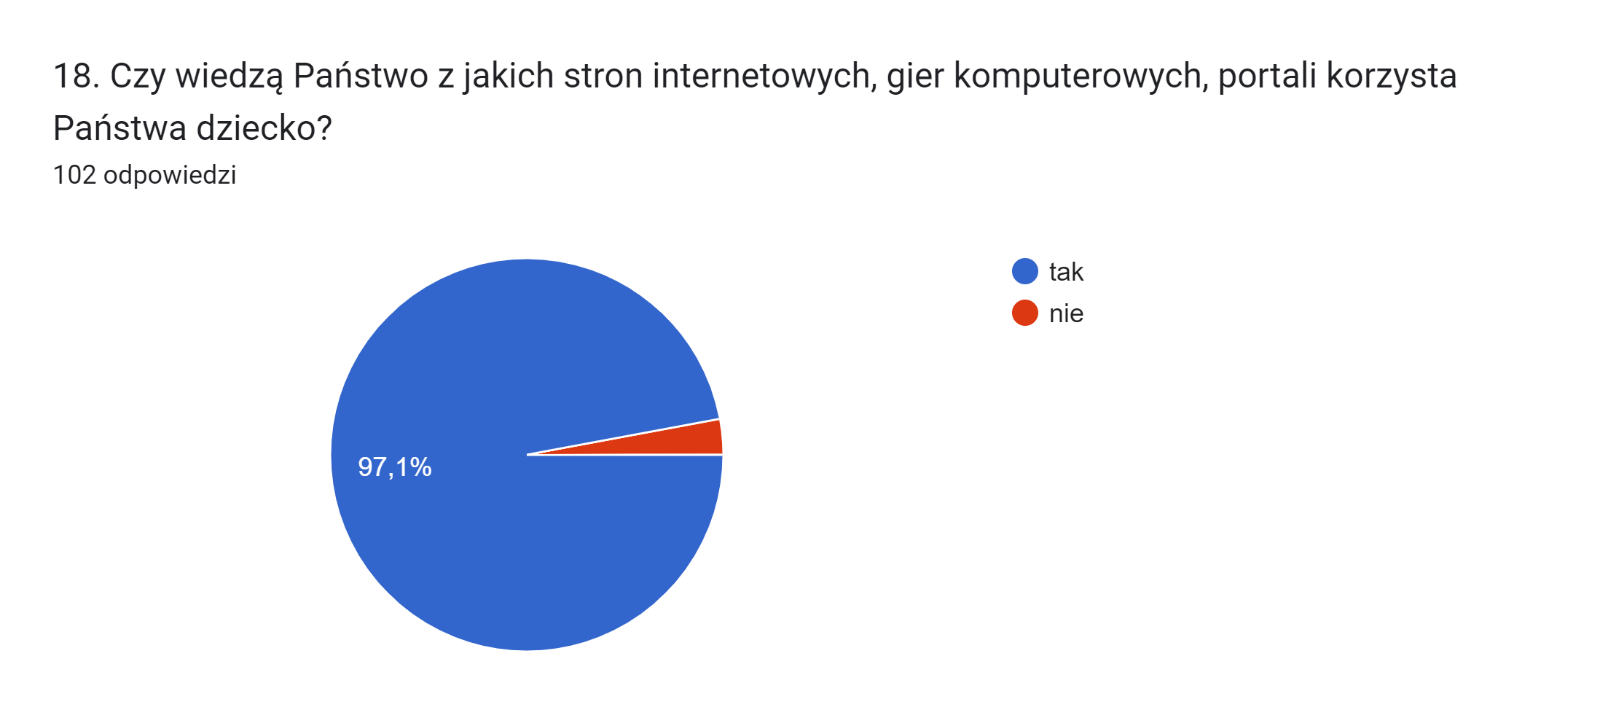 18. Czy wiedzą Państwo z jakich stron internetowych, gier komputerowych, portali korzysta
Państwa dziecko?
102 odpowiedzi
tak
nie
97,1%